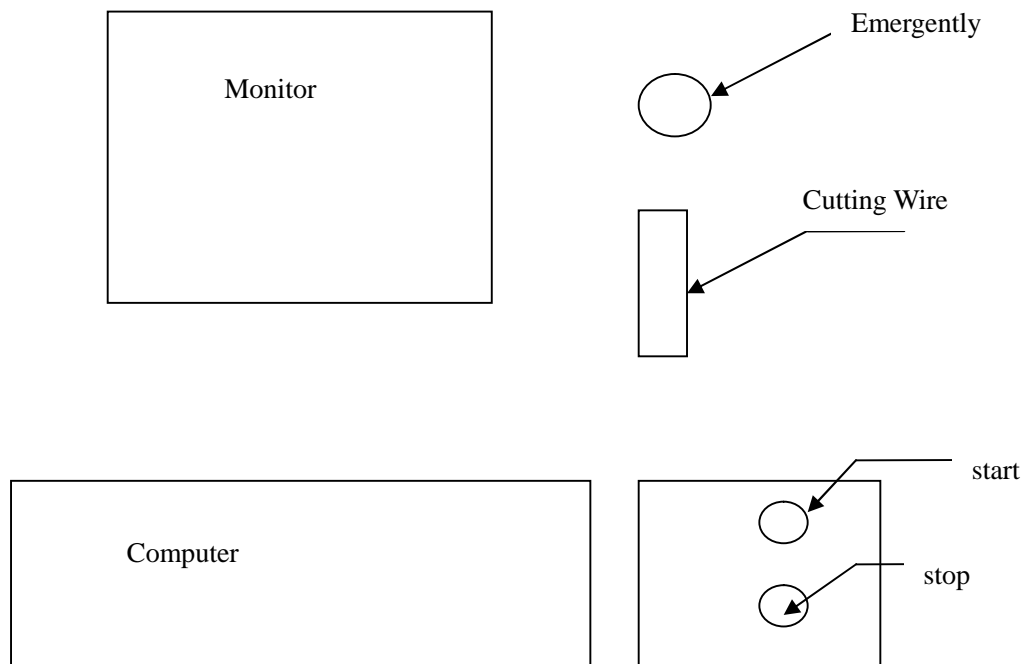 Emergently
Monitor
Cutting Wire
start
Computer
stop